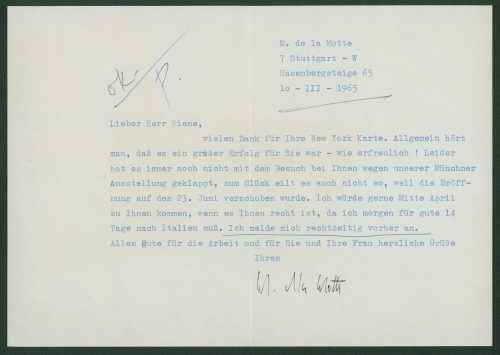 M. de la Motte
7 Stuttgart - W
Hasenbergsteige 65
1o - III - 1965
ok. P.
Lieber Herr Piene,
vielen Dank für Ihre New York Karte. Allgemein hört
man, daß es ein großer Erfolg für Sie war - wie erfreulich ! Leider
hat es immer noch nicht mit dem Besuch bei Ihnen wegen unserer Münchner
Ausstellung geklappt, zum Glück eilt es auch nicht so, weil die Eröff-
nung auf den 23. Juni verschoben wurde. Ich würde gerne Mitte April
zu Ihnen kommen, wenn es Ihnen recht ist, da ich morgen für gute 14
Tage nach Italien muß. Ich melde mich rechtzeitig vorher an.
Alles Gute für die Arbeit und für Sie und Ihre Frau herzliche Grüße
Ihres
M. de la Motte